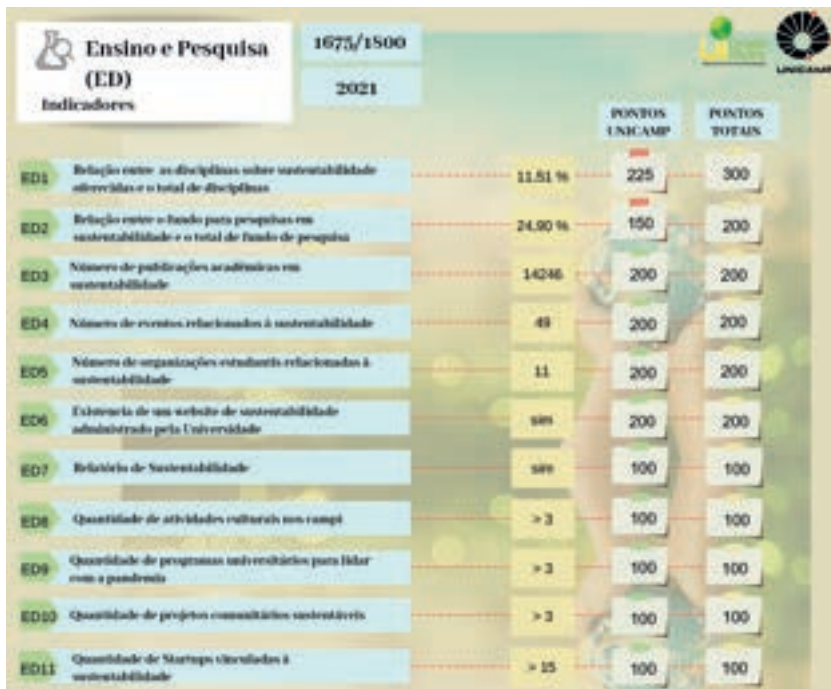 Ensino e Pesquisa
(ED)
Indicadores
1675/1800
2021
UI
UNICAMP
PONTOS
UNICAMP
PONTOS
TOTAIS
ED1 Relação entre as disciplinas sobre sustentabilidade
oferecidas e o total de disciplinas
11.51 % 225 300
ED2 Relação entre o fundo para pesquisas em
sustentabilidade e o total de fundo de pesquisa
24.90 % 150 200
ED3 Número de publicações acadêmicas em
sustentabilidade
14246 200 200
ED4 Número de eventos relacionados à sustentabilidade
49 200 200
ED5 Número de organizações estudantis relacionadas à
sustentabilidade
11 200 200
ED6 Existencia de um website de sustentabilidade
administrado pela Universidade
sim 200 200
ED7 Relatório de Sustentabilidade
sim 100 100
ED8 Quantidade de atividades culturais nos campi
> 3 100 100
ED9 Quantidade de programas universitários para lidar
com a pandemia
> 3 100 100
ED10 Quantidade de projetos comunitários sustentáveis
> 3 100 100
ED11 Quantidade de Startups vinculadas à
sustentabilidade
> 15 100 100